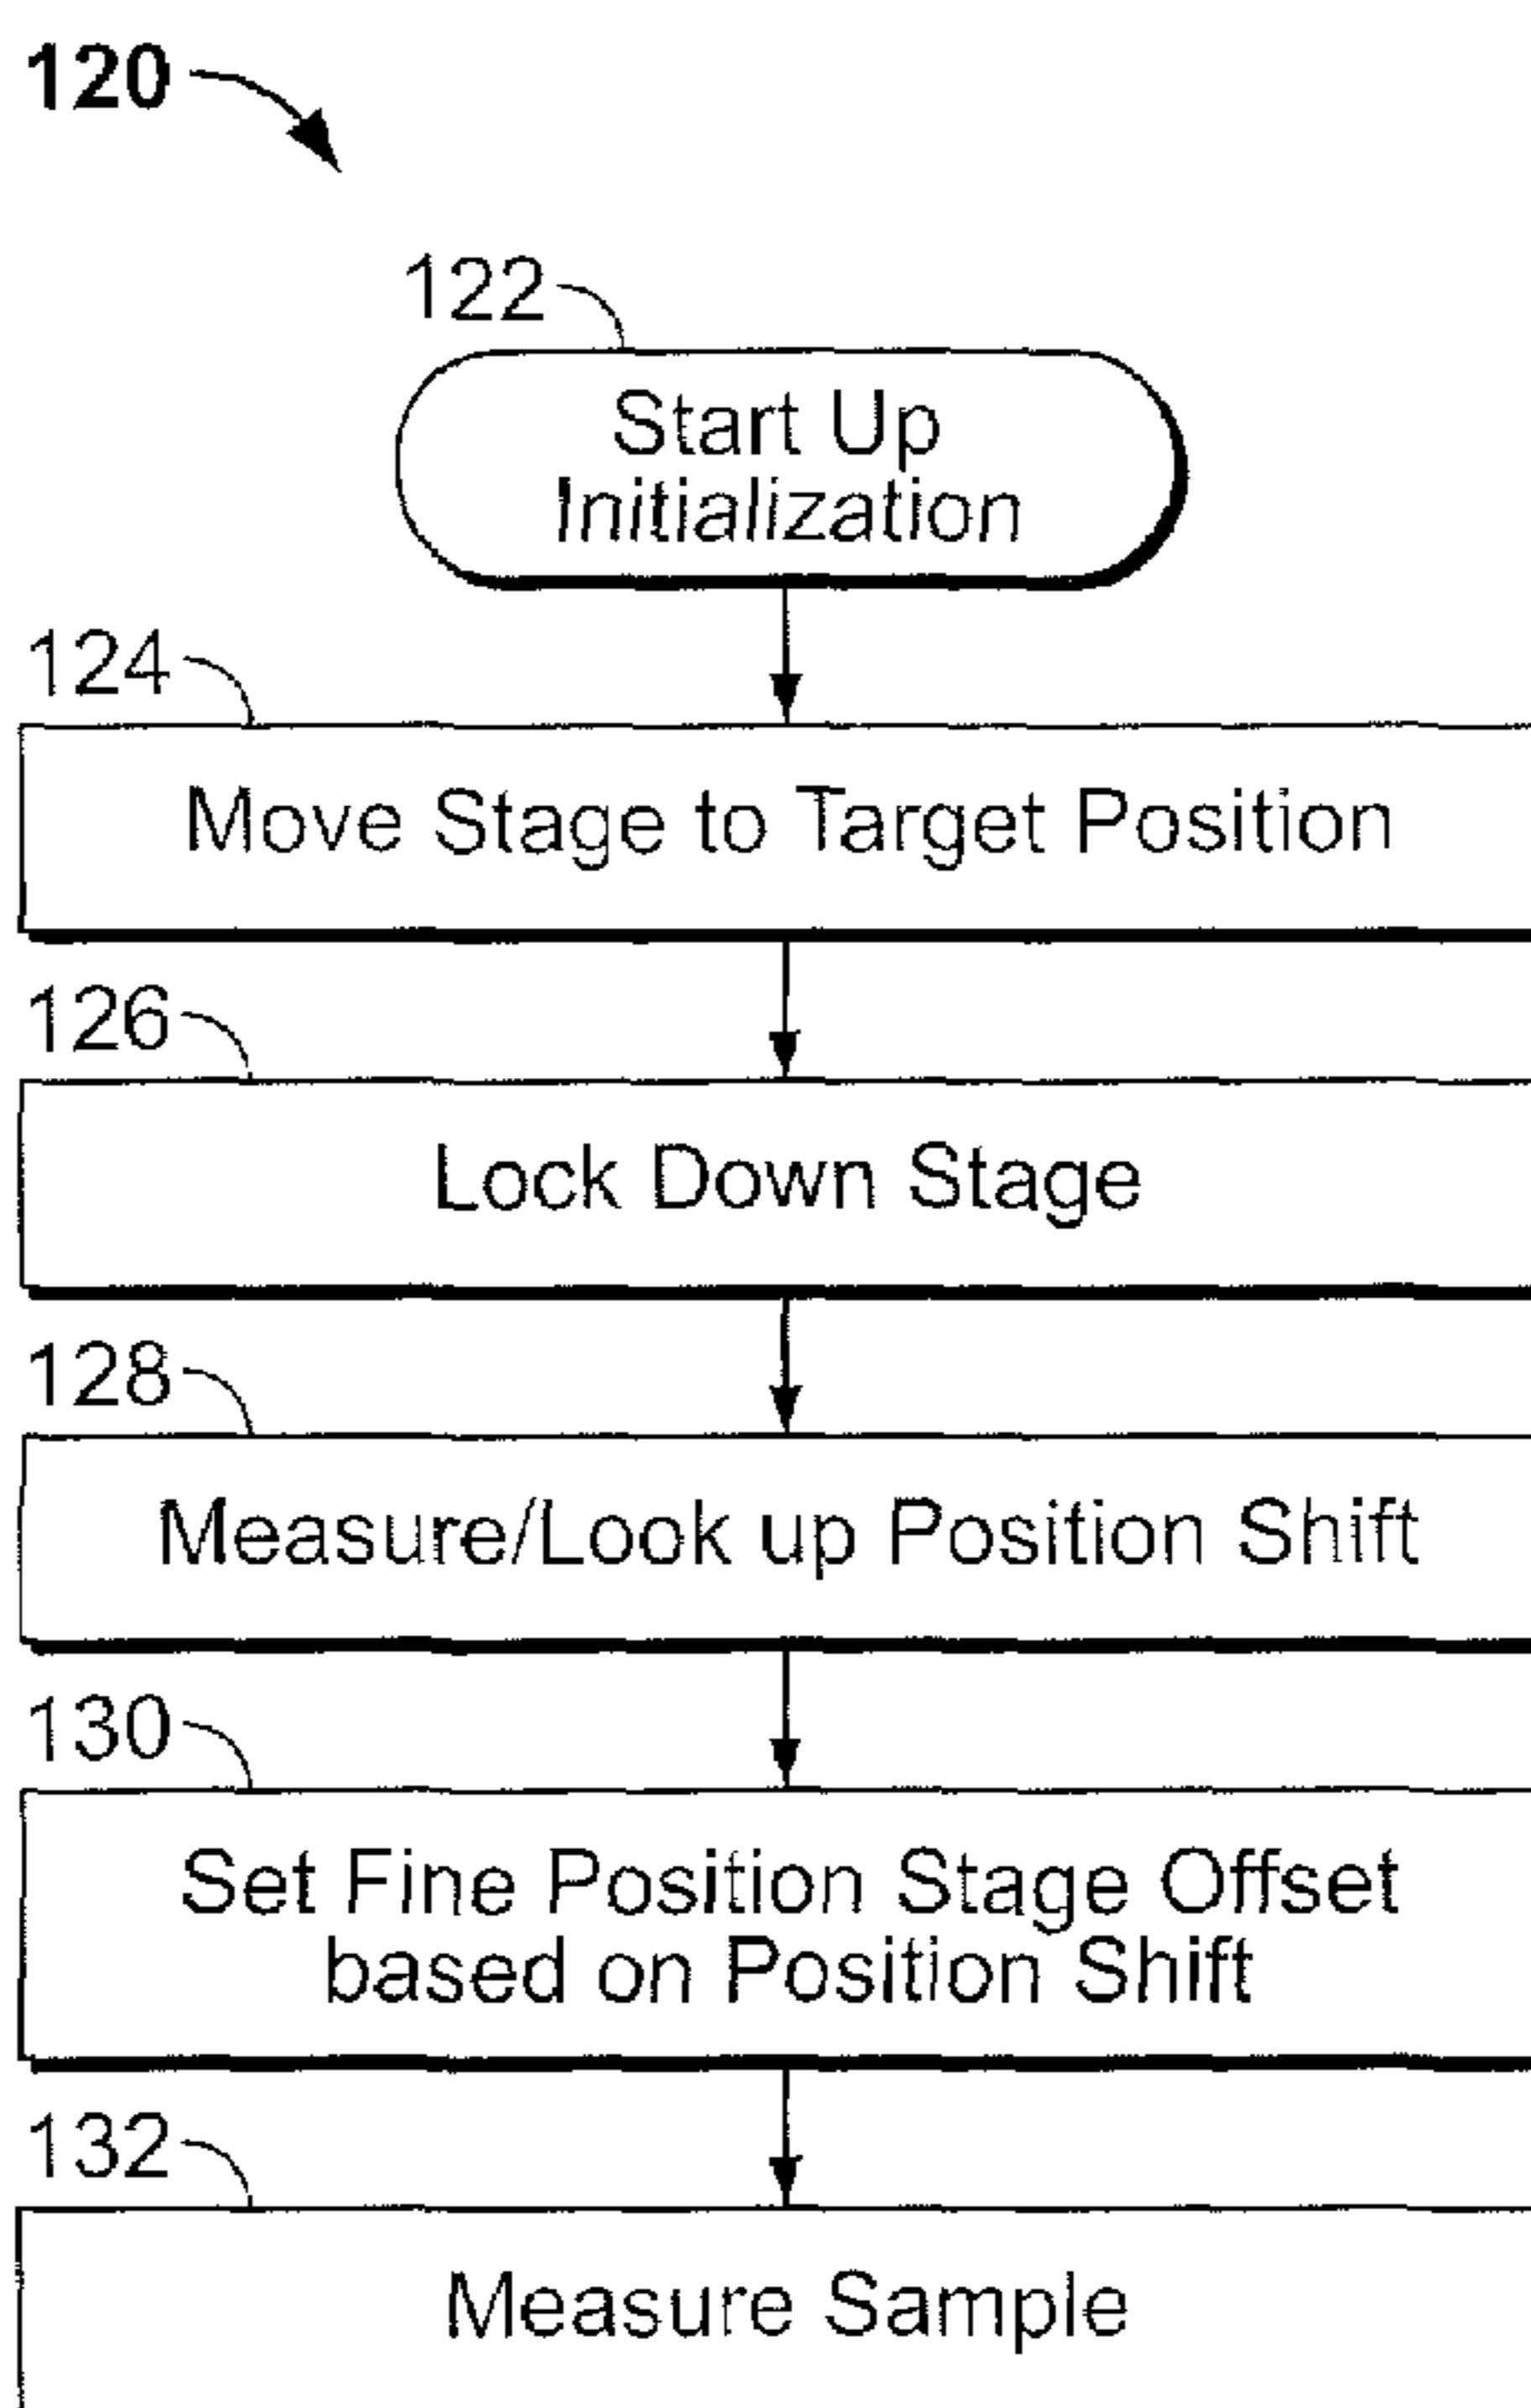 120
122
Start Up
Initialization
124
Move Stage to Target Position
126
Lock Down Stage
128
Measure/Look up Position Shift
130
Set Fine Position Stage Offset
based on Position Shift
132
Measure Sample